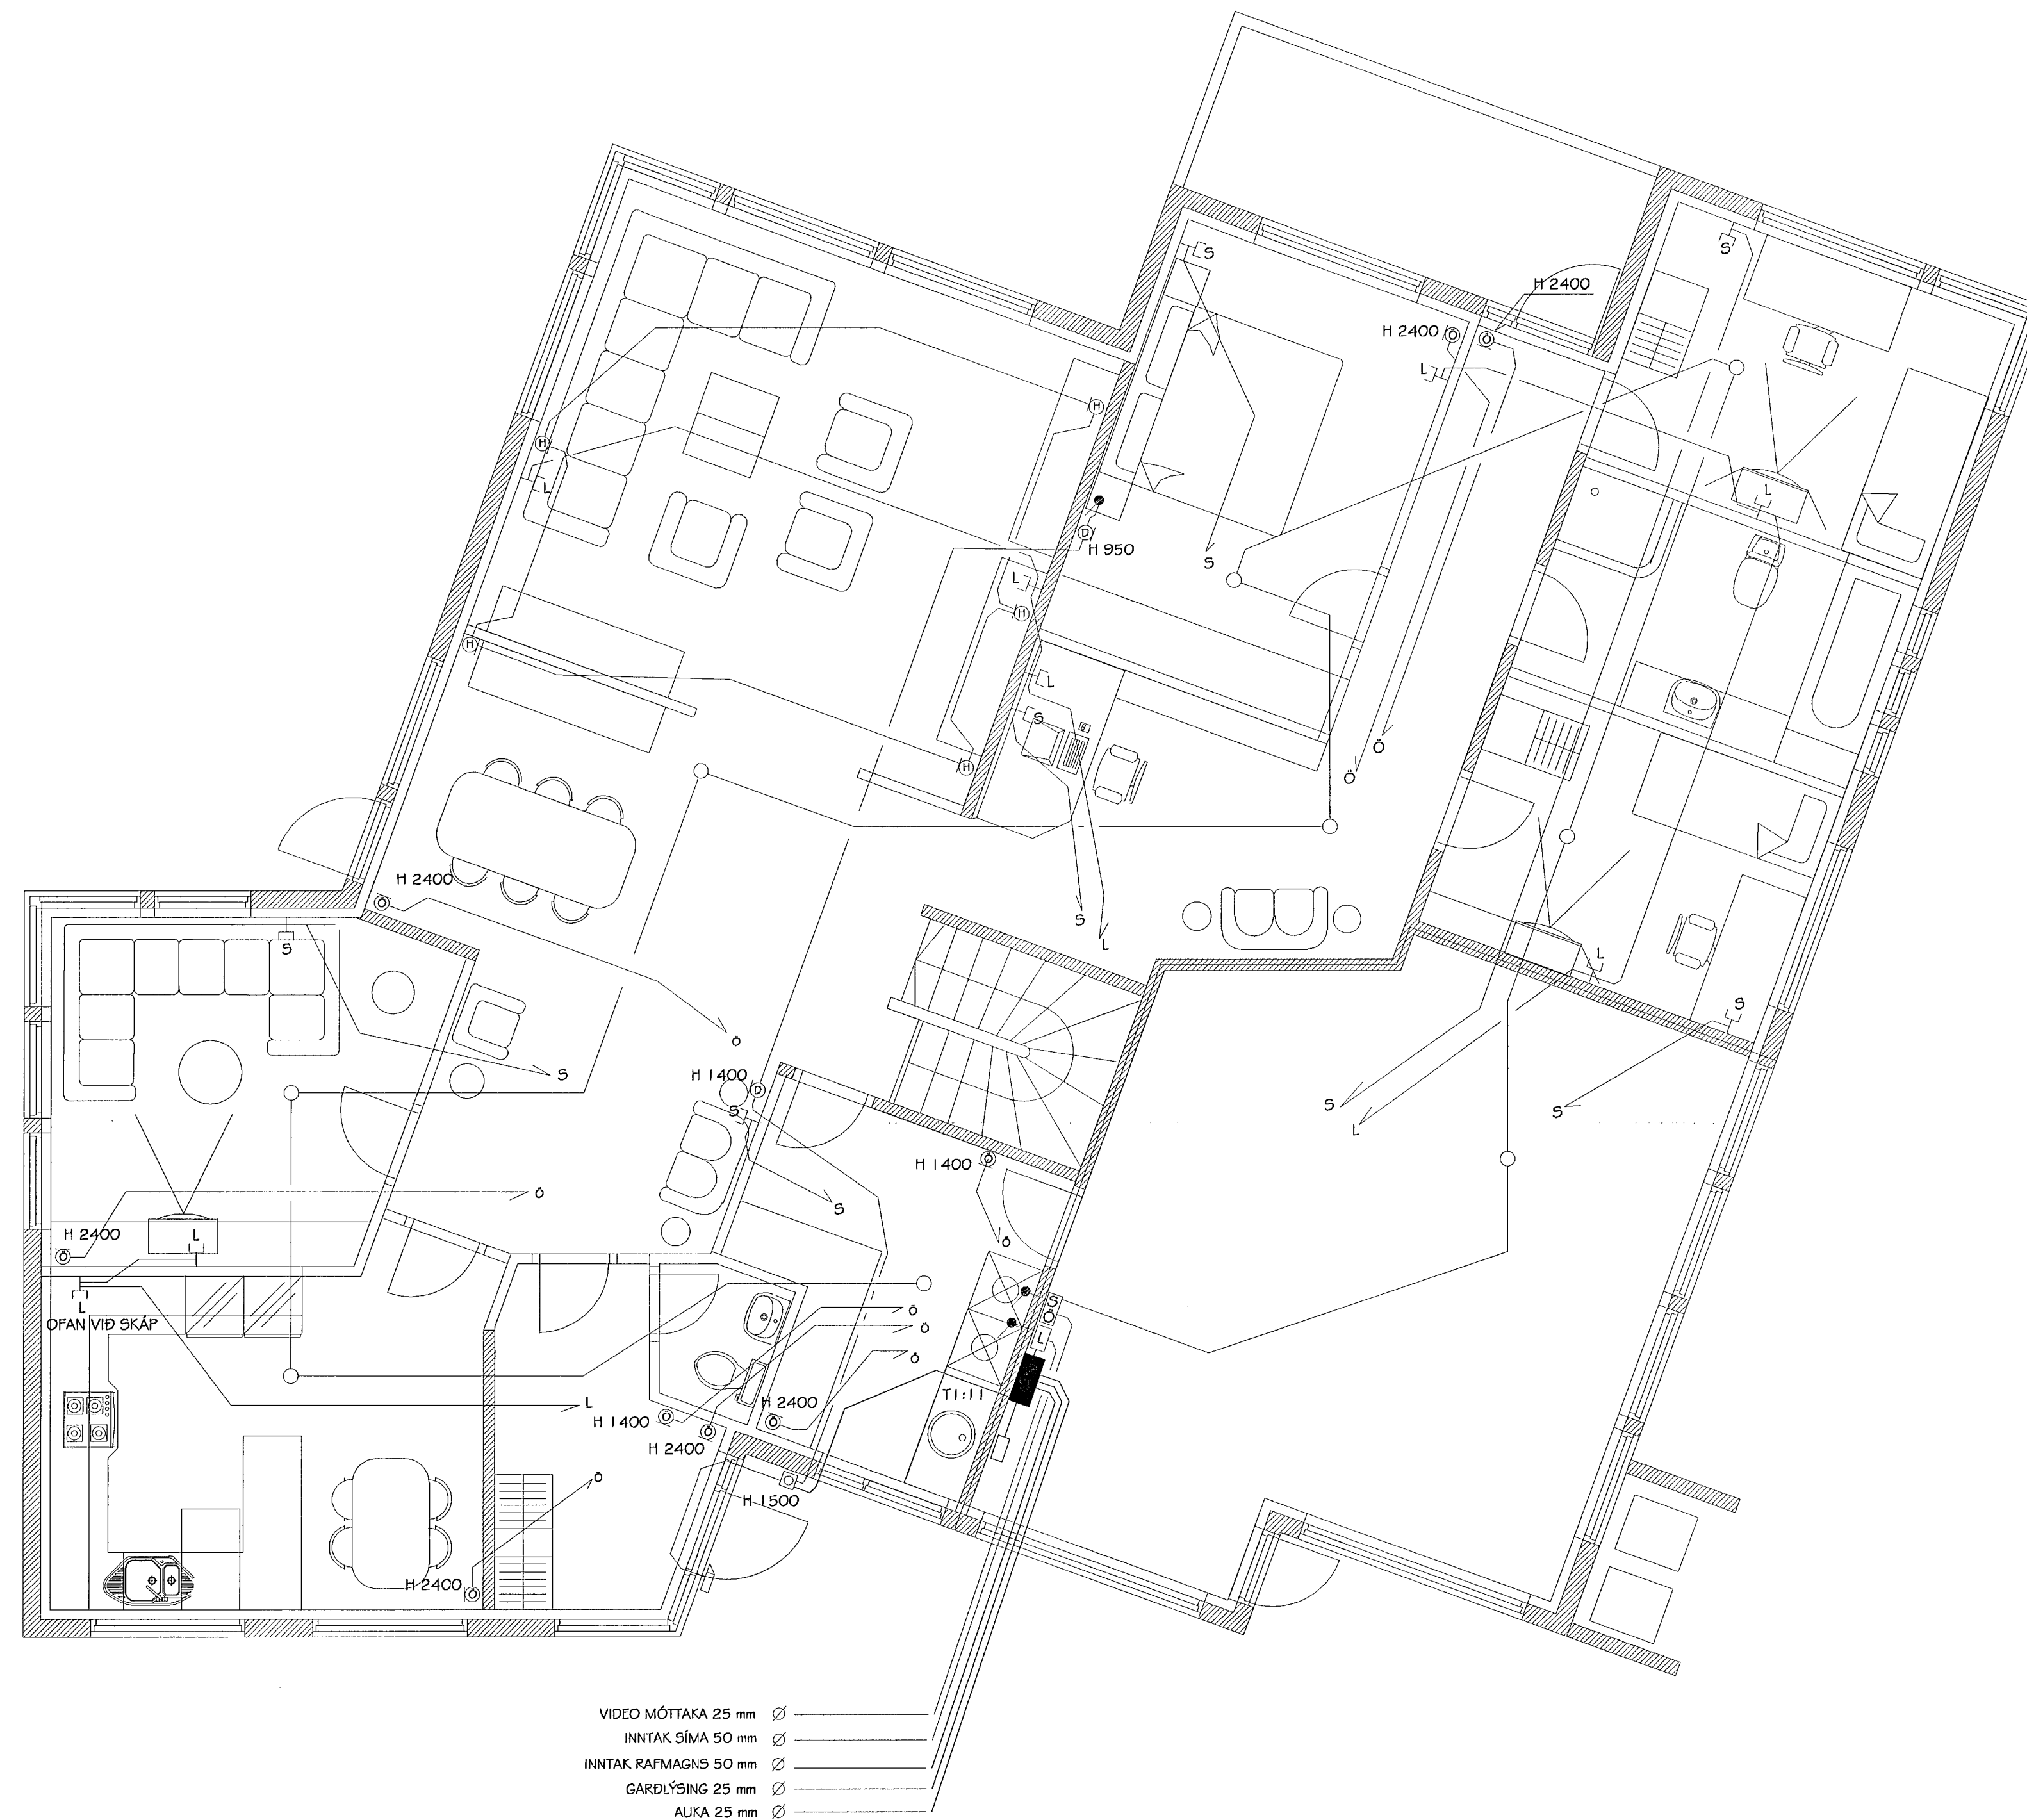 S
S
H 2400
H 2400
Ö
Ö
L
H
H
L
L
D
H 950
S
L
H
H
L
S
H
Ö
Ö
H 2400
Ö
S
S
L
L
S
Ö
S
H 1400
D
S
S
L
S
H 1400
Ö
S
Ö
Ö
H 2400
Ö
L
Ö
S
Ö
L
OFAN VIÐ SKÁP
Ö
Ö
L
T1:11
L
H 1400
Ö
H 2400
Ö
H 2400
Ö
Ö
H 1500
H 2400
Ö
VIDEO MÓTTAKA 25 mm Ø
INNTAK SÍMA 50 mm Ø
INNTAK RAFMAGNS 50 mm Ø
GARÐLÝSING 25 mm Ø
AUKA 25 mm Ø